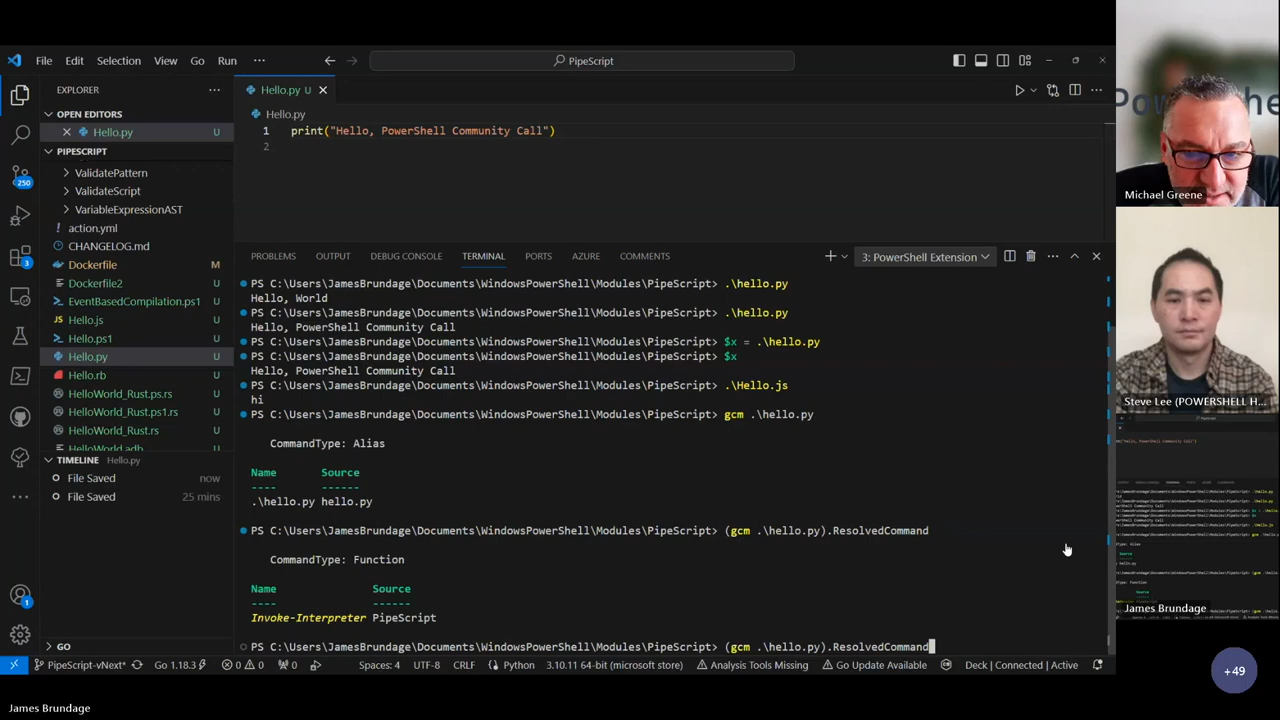 File Edit Selection View Go Run ··· PipeScript
EXPLORER
OPEN EDITORS
Hello.py U
PIPESCRIPT
ValidatePattern
ValidateScript
VariableExpressionAST
action.yml
CHANGELOG.md
Dockerfile M
Dockerfile2
EventBasedCompilation.ps1 U
Hello.js U
Hello.ps1 U
Hello.py U
Hello.rb U
HelloWorld_Rust.ps.rs U
HelloWorld_Rust.ps1.rs U
HelloWorld_Rust.rs U
HelloWorld.adb U
TIMELINE Hello.py
File Saved now
File Saved 25 mins
GO
250
3
1
Hello.py U
Hello.py
1 print("Hello, PowerShell Community Call")
2
PROBLEMS OUTPUT DEBUG CONSOLE TERMINAL PORTS AZURE COMMENTS 3: PowerShell Extension
PS C:\Users\JamesBrundage\Documents\WindowsPowerShell\Modules\PipeScript> .\hello.py
Hello, World
PS C:\Users\JamesBrundage\Documents\WindowsPowerShell\Modules\PipeScript> .\hello.py
Hello, PowerShell Community Call
PS C:\Users\JamesBrundage\Documents\WindowsPowerShell\Modules\PipeScript> $x = .\hello.py
PS C:\Users\JamesBrundage\Documents\WindowsPowerShell\Modules\PipeScript> $x
Hello, PowerShell Community Call
PS C:\Users\JamesBrundage\Documents\WindowsPowerShell\Modules\PipeScript> .\Hello.js
hi
PS C:\Users\JamesBrundage\Documents\WindowsPowerShell\Modules\PipeScript> gcm .\hello.py
CommandType: Alias
Name Source
---- ------
.\hello.py hello.py
PS C:\Users\JamesBrundage\Documents\WindowsPowerShell\Modules\PipeScript> (gcm .\hello.py).ResolvedCommand
CommandType: Function
Name Source
---- ------
Invoke-Interpreter PipeScript
PS C:\Users\JamesBrundage\Documents\WindowsPowerShell\Modules\PipeScript> (gcm .\hello.py).ResolvedCommand
PipeScript-vNext* Go 1.18.3 0 0 0 Spaces: 4 UTF-8 CRLF Python 3.10.11 64-bit (microsoft store) Analysis Tools Missing Go Update Available Deck | Connected | Active
Michael Greene
Steve Lee (POWERSHELL H...
James Brundage
+49
James Brundage